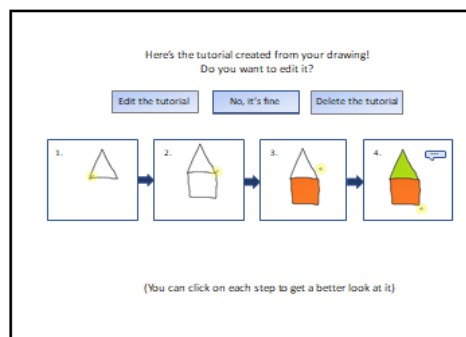 Here's the tutorial created from your drawing!
Do you want to edit it?
Edit the tutorial
No, it's fine
Delete the tutorial
1.
2.
3.
4.
(You can click on each step to get a better look at it)